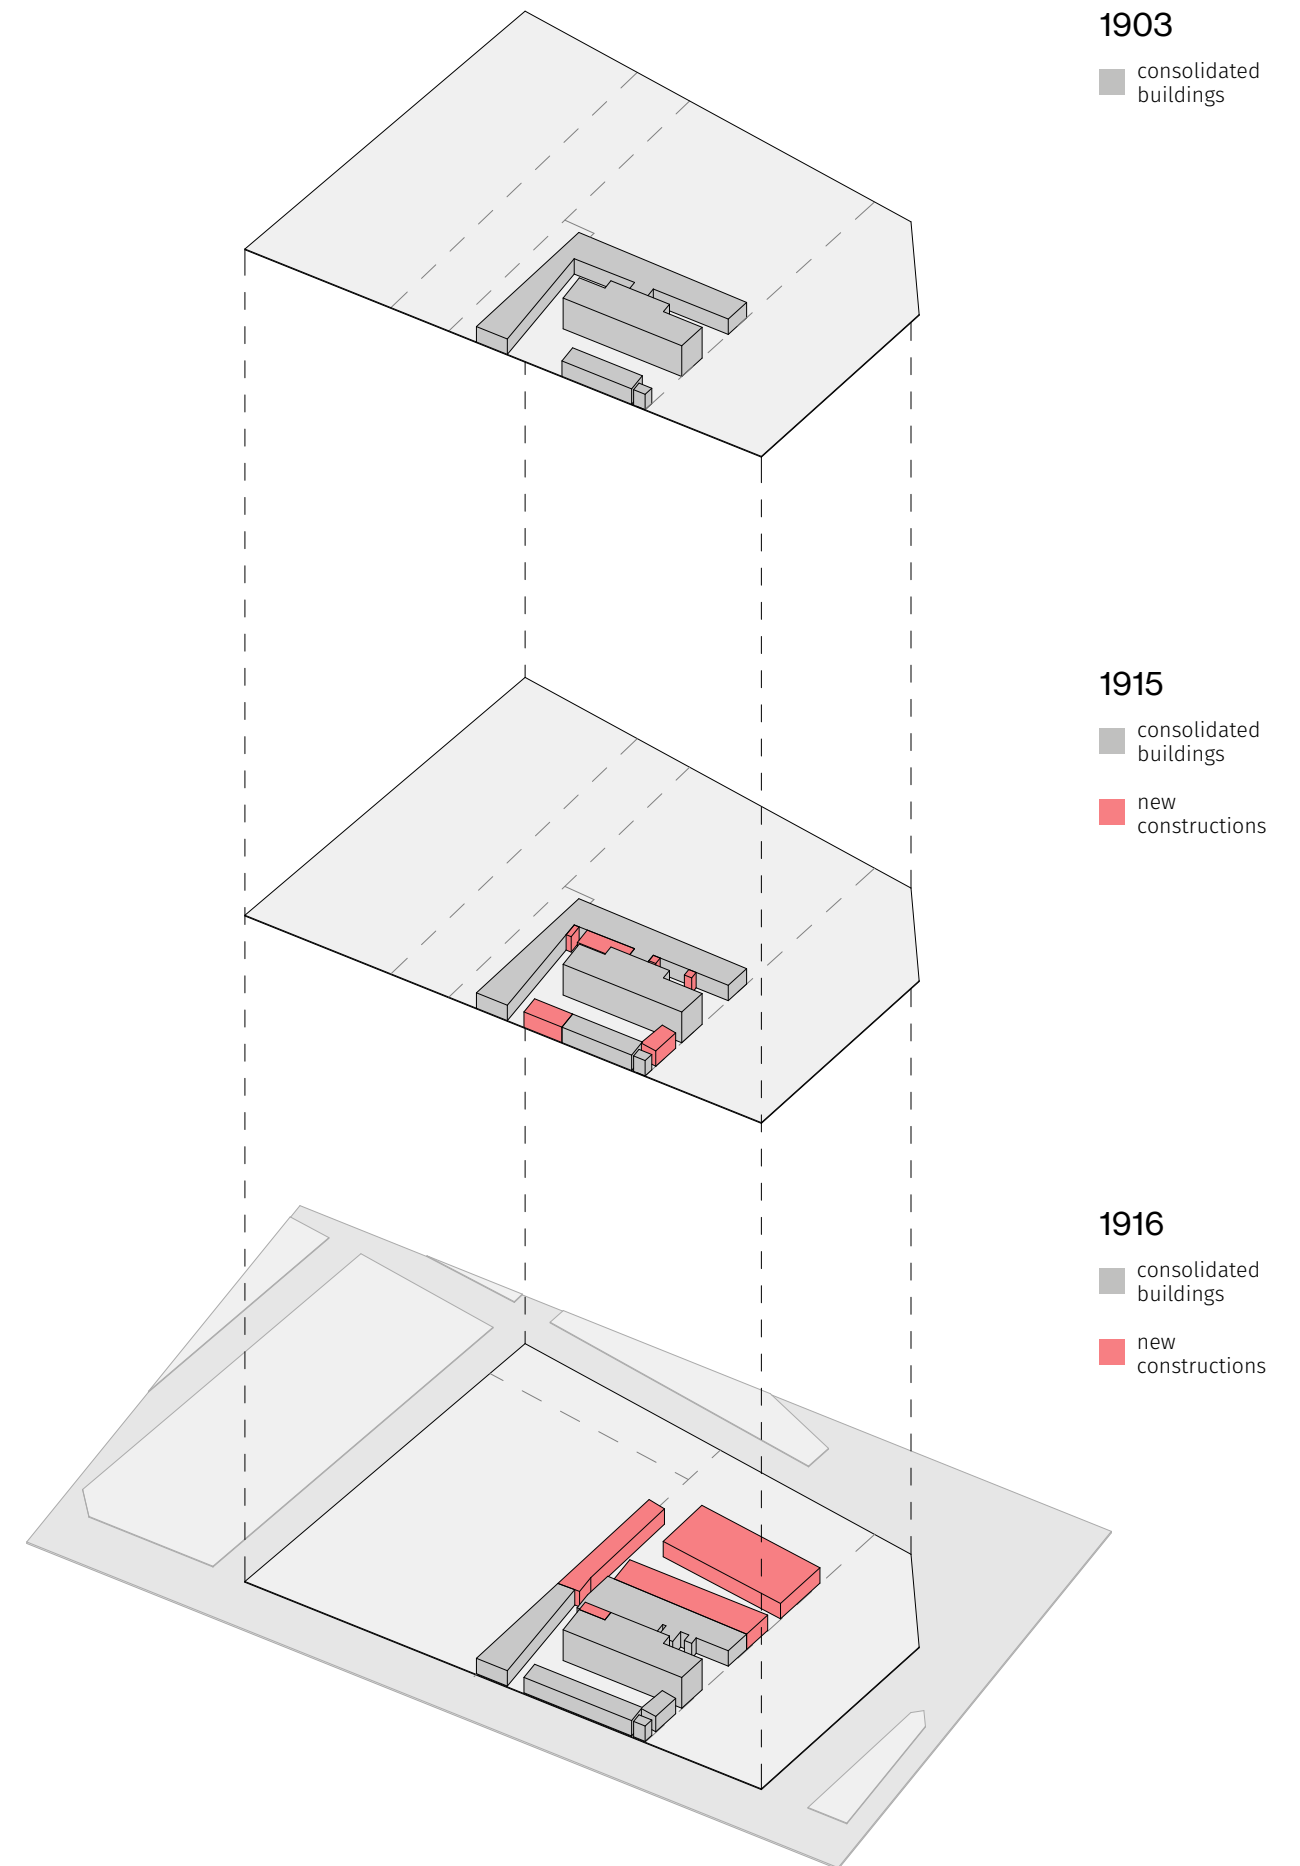 1903
consolidated
buildings
1915
consolidated
buildings
new
constructions
1916
consolidated
buildings
new
constructions